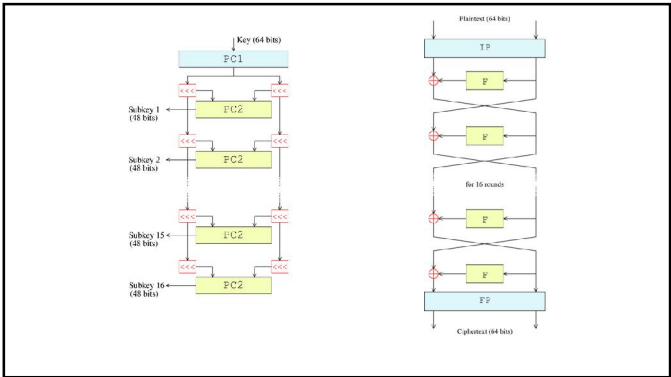 Key (64 bits)
PC1
<<<
<<<
PC2
Subkey 1
(48 bits)
<<<
<<<
PC2
Subkey 2
(48 bits)
<<<
<<<
PC2
Subkey 15
(48 bits)
<<<
<<<
PC2
Subkey 16
(48 bits)
Plaintext (64 bits)
IP
F
F
for 16 rounds
F
F
FP
Ciphertext (64 bits)